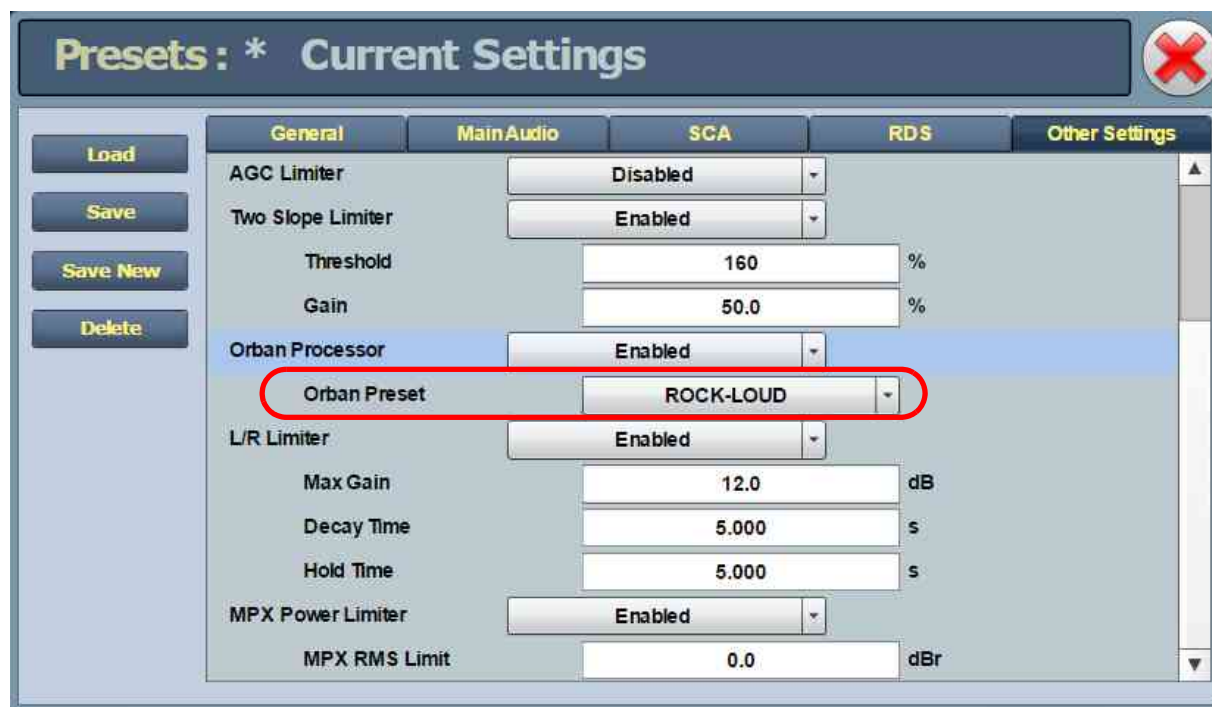 Presets: * Current Settings
General MainAudio SCA RDS Other Settings
Load
Save
Save New
Delete
AGC Limiter Disabled
Two Slope Limiter Enabled
Threshold 160 %
Gain 50.0 %
Orban Processor Enabled
Orban Preset ROCK-LOUD
L/R Limiter Enabled
Max Gain 12.0 dB
Decay Time 5.000 s
Hold Time 5.000 s
MPX Power Limiter Enabled
MPX RMS Limit 0.0 dBr